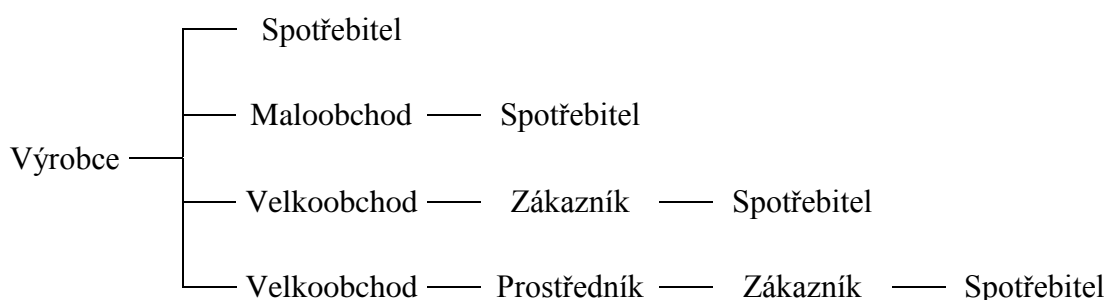 Spotřebitel
Maloobchod Spotřebitel
Výrobce
Velkoobchod Zákazník Spotřebitel
Velkoobchod Prostředník Zákazník Spotřebitel